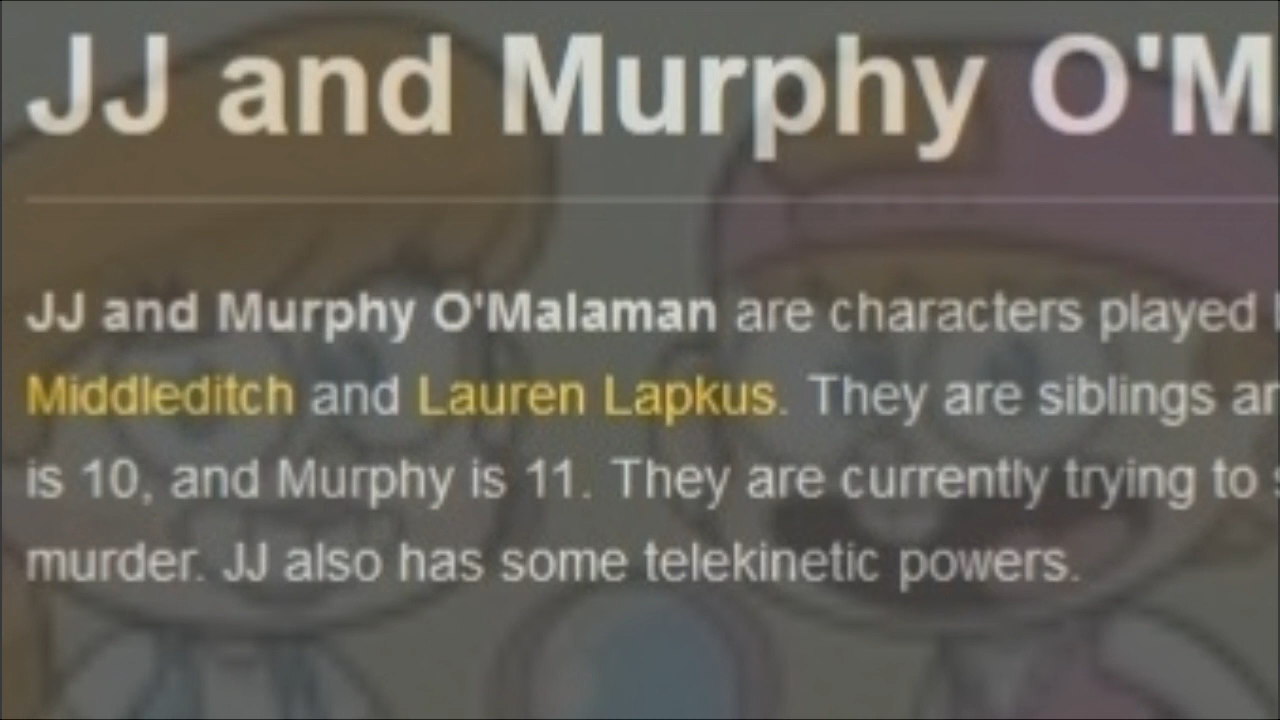 JJ and Murphy O'M
JJ and Murphy O'Malaman are characters played
Middleditch and Lauren Lapkus. They are siblings ar
is 10, and Murphy is 11. They are currently trying to
murder. JJ also has some telekinetic powers.